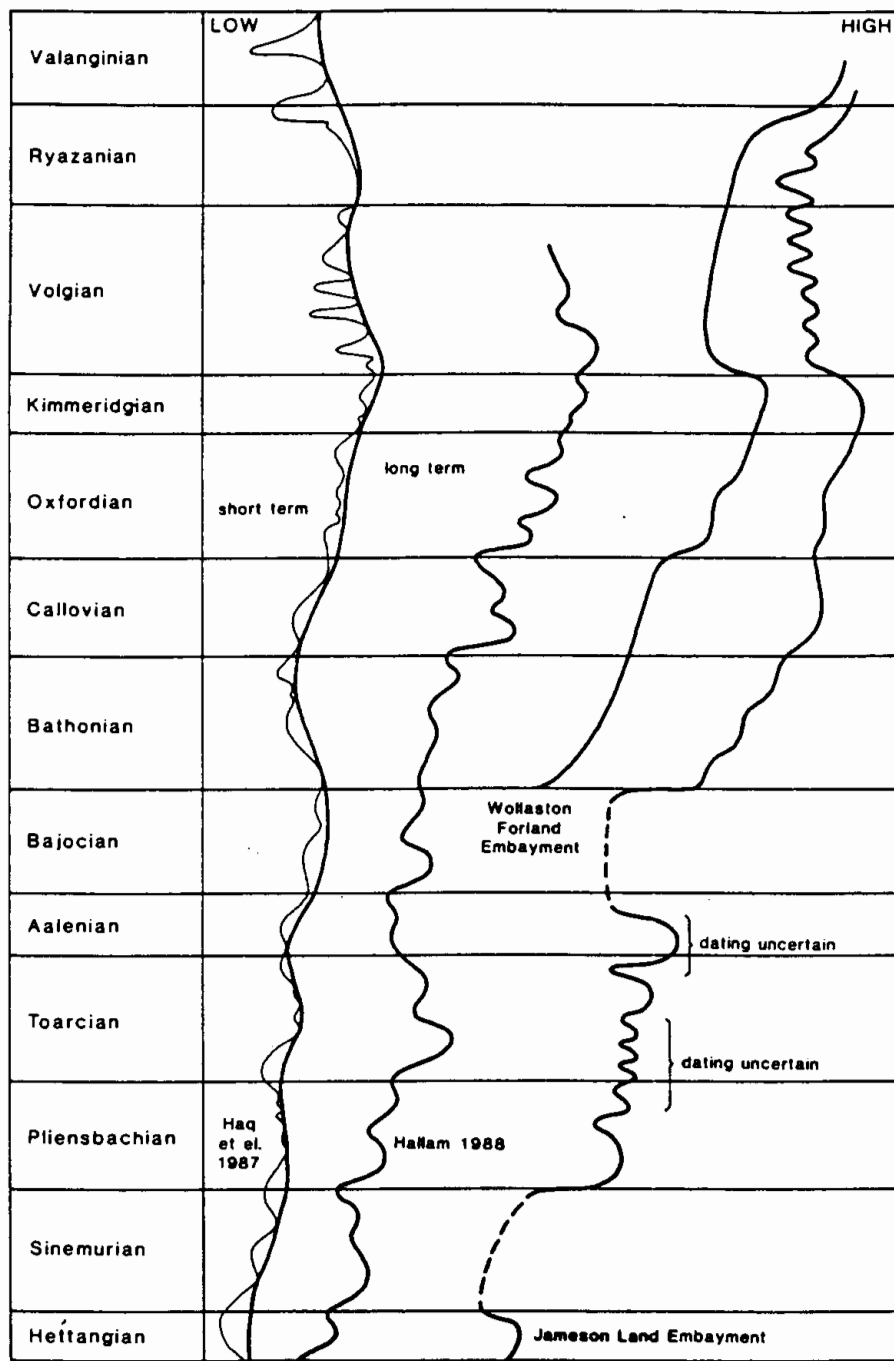 LOW
HIGH
Valanginian
Ryazanian
Volgian
Kimmeridgian
long term
Oxfordian
short term
Callovian
Bathonian
Wollaston
Forland
Embayment
Bajocian
Aalenian
dating uncertain
Toarcian
dating uncertain
Pliensbachian
Haq
et el.
1987
Hallam 1988
Sinemurian
Hettangian
Jameson Land Embayment